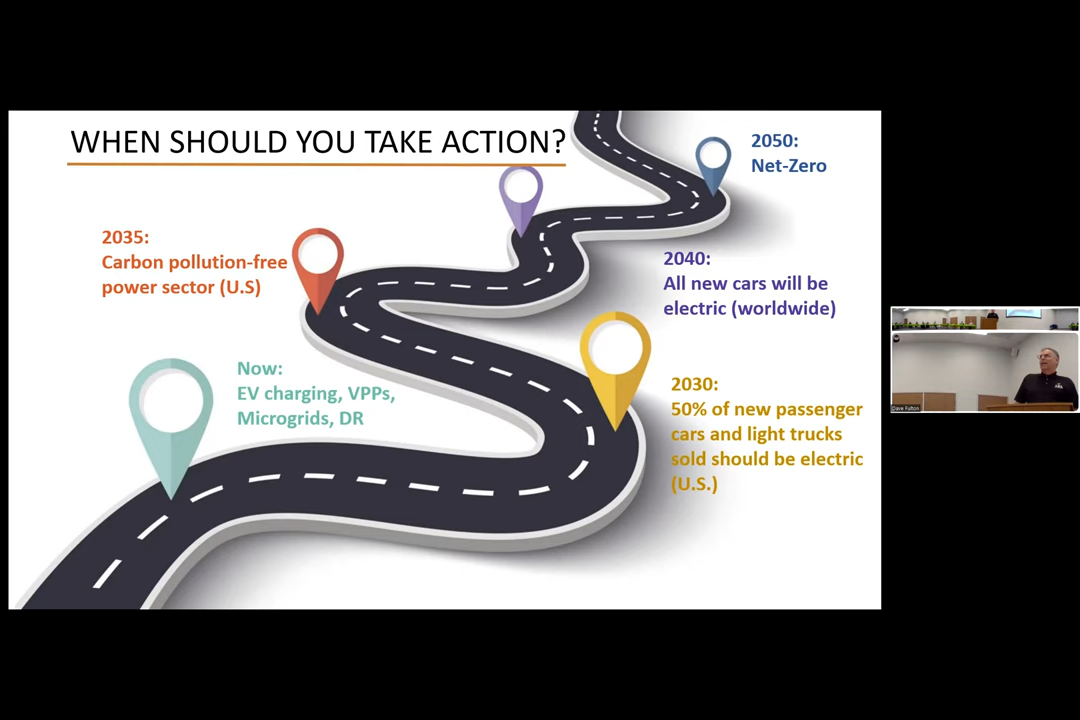 WHEN SHOULD YOU TAKE ACTION?
2050:
Net-Zero
2035:
Carbon pollution-free
power sector (U.S)
2040:
All new cars will be
electric (worldwide)
Now:
EV charging, VPPs,
Microgrids, DR
2030:
50% of new passenger
cars and light trucks
sold should be electric
(U.S.)
Dave Fulton